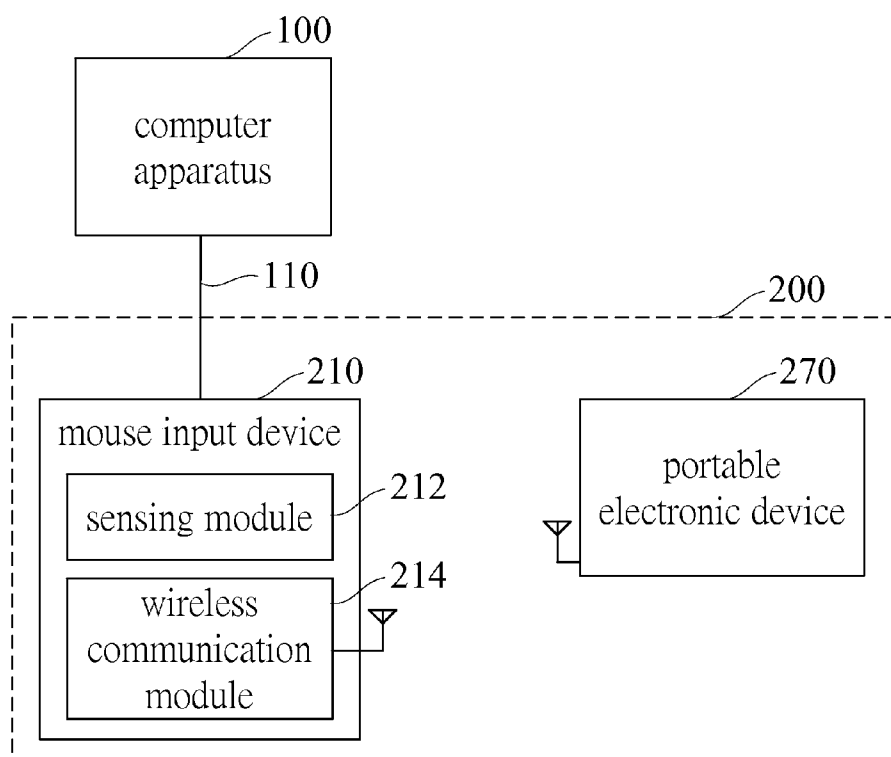 100
computer
apparatus
110
200
210
mouse input device
sensing module
212
214
wireless
communication
module
270
portable
electronic device